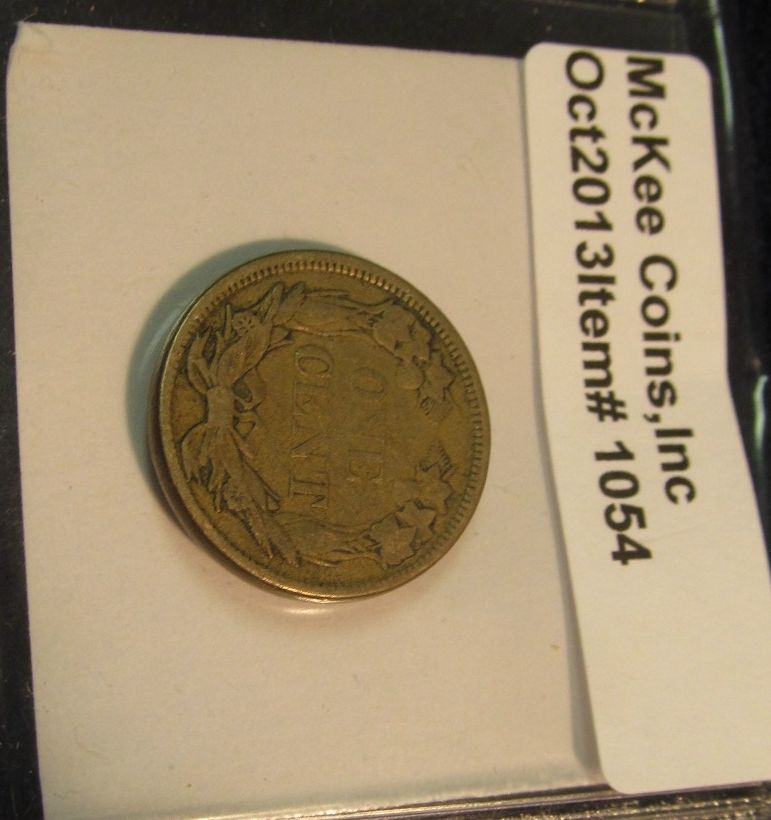 McKee Coins,Inc
Oct2013Item# 1054
ONE
CENT